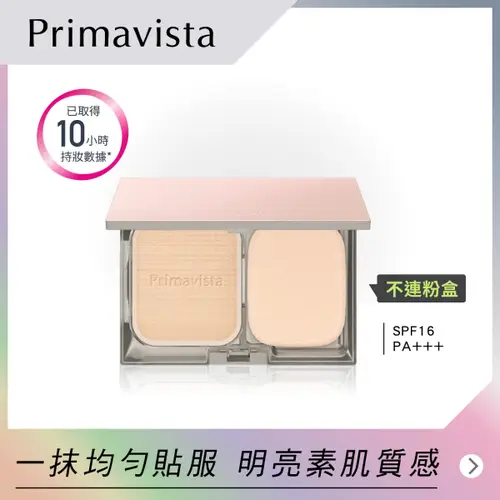 Primavista
已取得
10小時
持妝數據*
Primavista
不連粉盒
SPF16
PA+++
一抹均勻貼服 明亮素肌質感